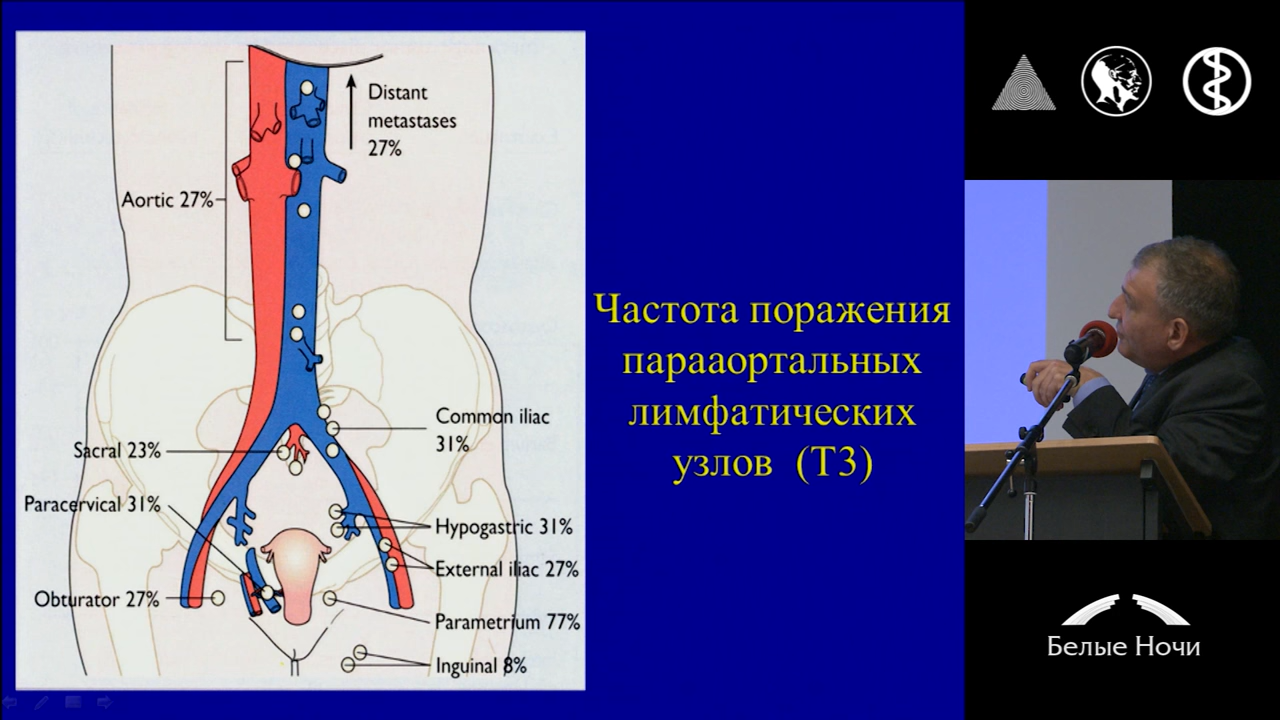 Distant
metastases
27%
Aortic 27%
Common iliac
31%
Sacral 23%
Paracervical 31%
Hypogastric 31%
External iliac 27%
Obturator 27%
Parametrium 77%
Inguinal 8%
Частота поражения
парааортальных
лимфатических
узлов (Т3)
Белые Ночи